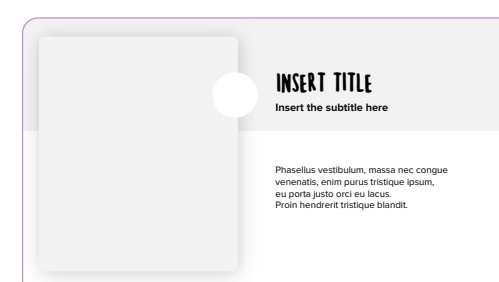 INSERT TITLE
Insert the subtitle here
Phasellus vestibulum, massa nec congue
venenatis, enim purus tristique ipsum,
eu porta justo orci eu lacus.
Proin hendrerit tristique blandit.